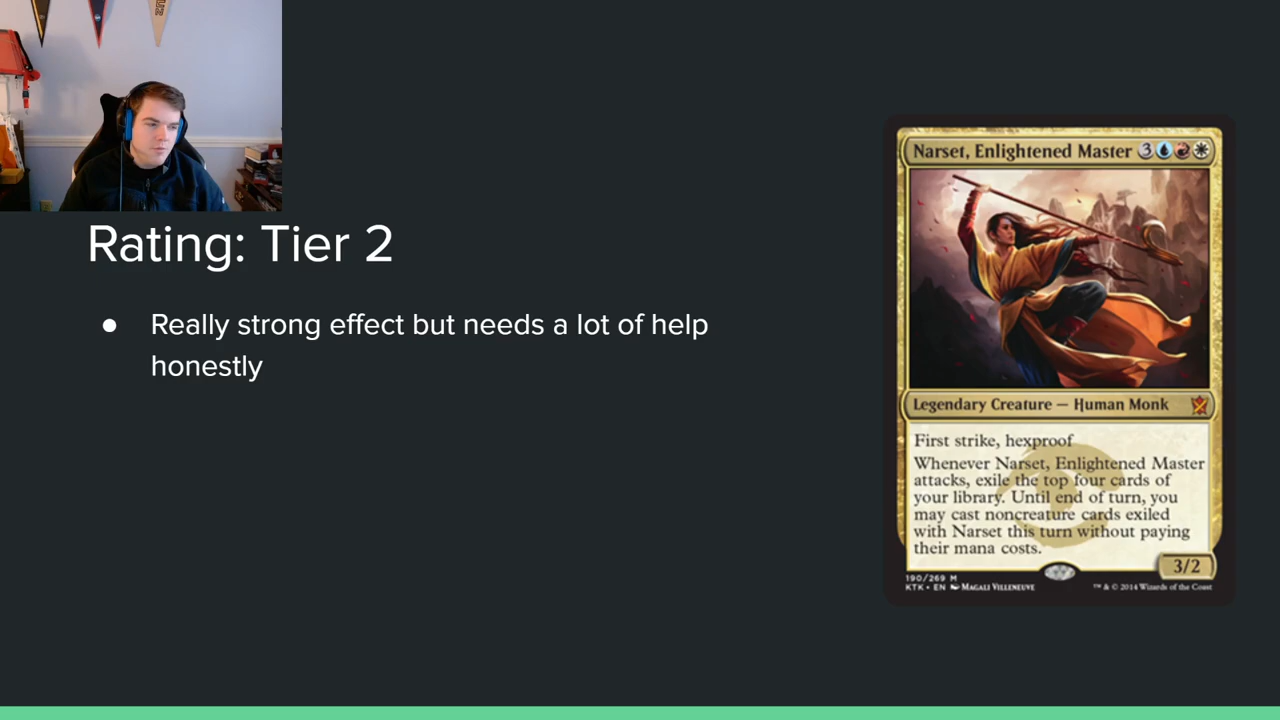 Rating: Tier 2
● Really strong effect but needs a lot of help
honestly
Narset, Enlightened Master 3
Legendary Creature — Human Monk
First strike, hexproof
Whenever Narset, Enlightened Master
attacks, exile the top four cards of
your library. Until end of turn, you
may cast noncreature cards exiled
with Narset this turn without paying
their mana costs.
3/2
190/269 M
KTK • EN MAGALI VILLENEUVE
™ & © 2014 Wizards of the Coast